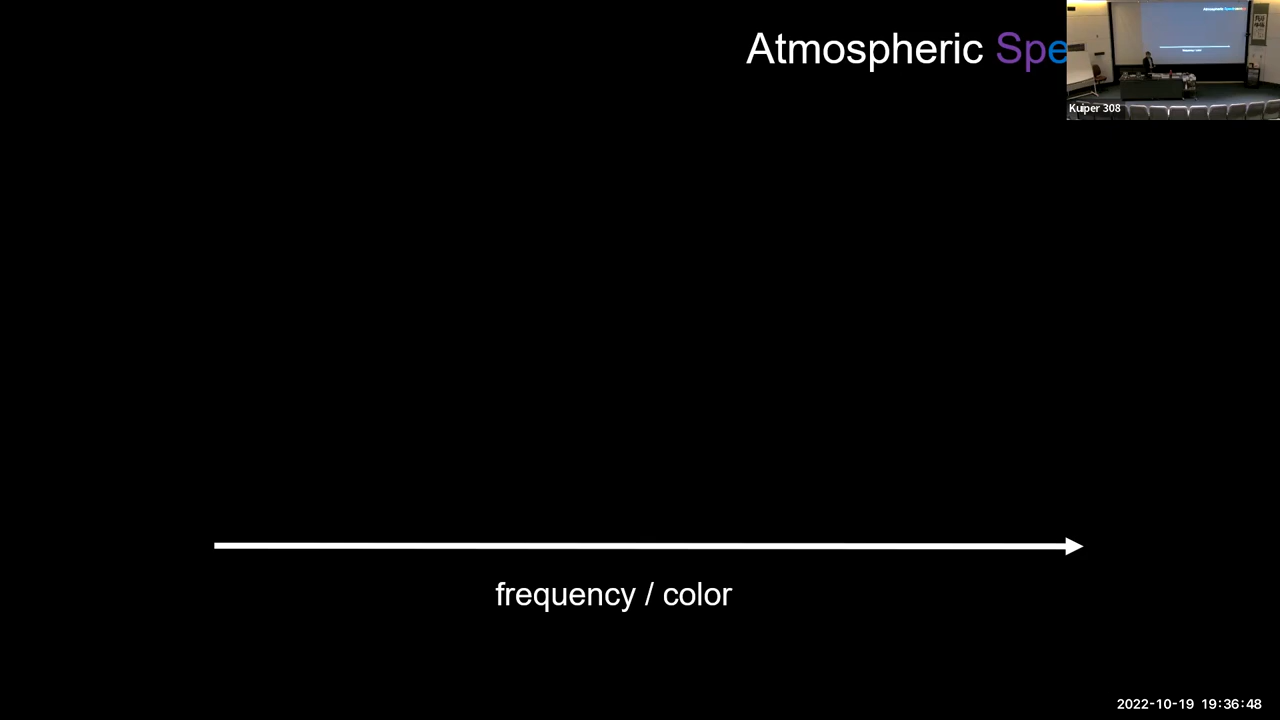 Atmospheric Spe
Kuiper 308
frequency / color
2022-10-19 19:36:48